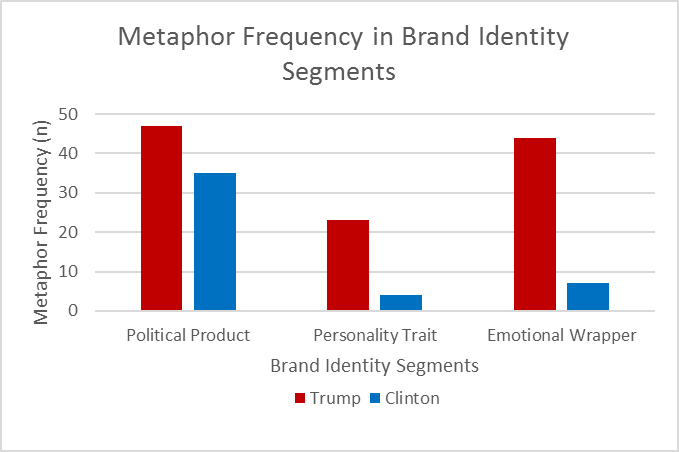 Metaphor Frequency in Brand Identity
Segments
Metaphor Frequency (n)
50
40
30
20
10
0
Political Product
Personality Trait
Emotional Wrapper
Brand Identity Segments
Trump
Clinton